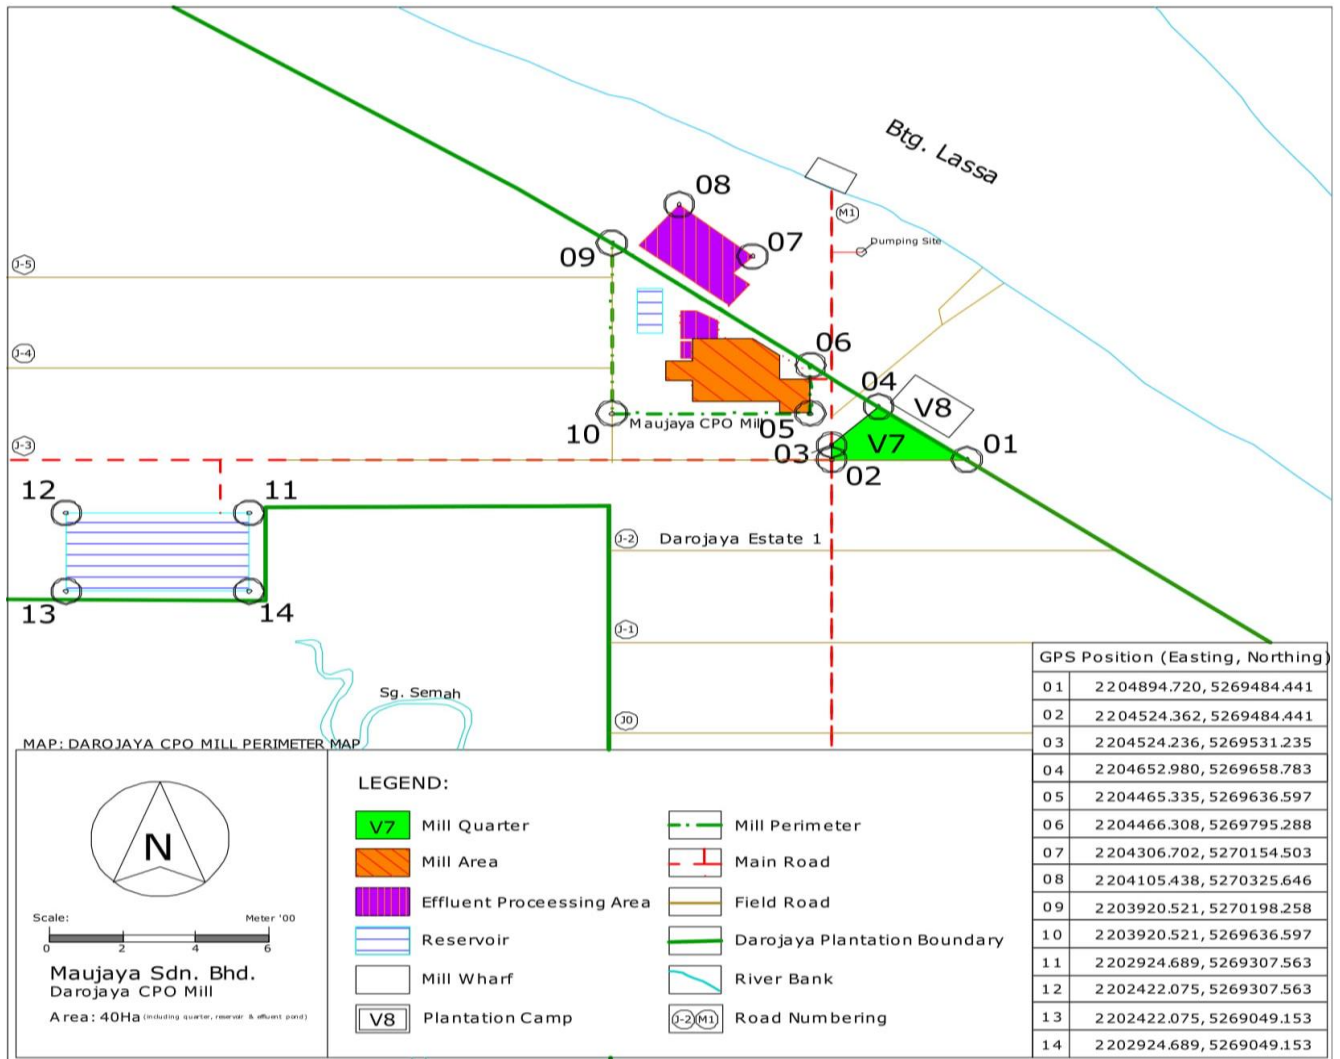 Btg. Lassa
08
M1
07
Dumping Site
09
J-5
06
J-4
04
V8
10
Maujaya CPO Mill
05
V7
01
J-3
03
02
12
11
J-2
Darojaya Estate 1
13
14
J-1
Sg. Semah
J0
GPS Position (Easting, Northing)
01 2204894.720, 5269484.441
02 2204524.362, 5269484.441
03 2204524.236, 5269531.235
04 2204652.980, 5269658.783
05 2204465.335, 5269636.597
06 2204466.308, 5269795.288
07 2204306.702, 5270154.503
08 2204105.438, 5270325.646
09 2203920.521, 5270198.258
10 2203920.521, 5269636.597
11 2202924.689, 5269307.563
12 2202422.075, 5269307.563
13 2202422.075, 5269049.153
14 2202924.689, 5269049.153
MAP: DAROJAYA CPO MILL PERIMETER MAP
N
Scale: Meter '00
0 2 4 6
Maujaya Sdn. Bhd.
Darojaya CPO Mill
Area: 40Ha (including quarter, reservoir & effluent pond)
LEGEND:
V7 Mill Quarter
Mill Area
Effluent Proceessing Area
Reservoir
Mill Wharf
V8 Plantation Camp
Mill Perimeter
Main Road
Field Road
Darojaya Plantation Boundary
River Bank
J-2 M1 Road Numbering